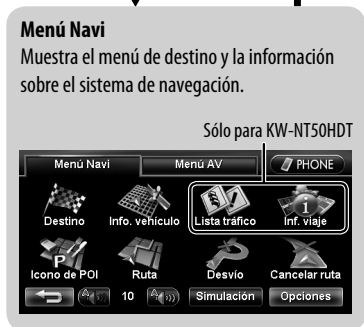 Menú Navi
Muestra el menú de destino y la información
sobre el sistema de navegación.
Sólo para KW-NT50HDT
Menú Navi Menú AV PHONE
Destino Info. vehículo Lista tráfico Inf. viaje
Icono de POI Ruta Desvío Cancelar ruta
10 Simulación Opciones